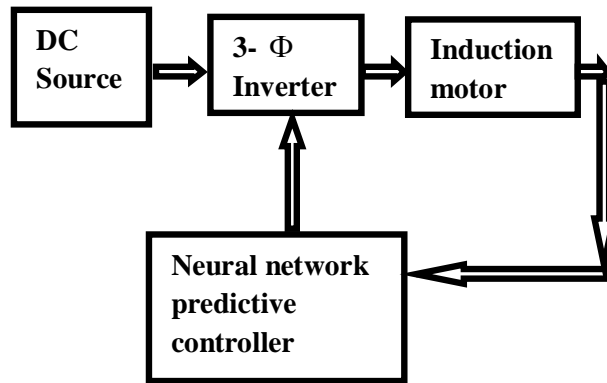 DC
Source
3- Φ
Inverter
Induction
motor
Neural network
predictive
controller